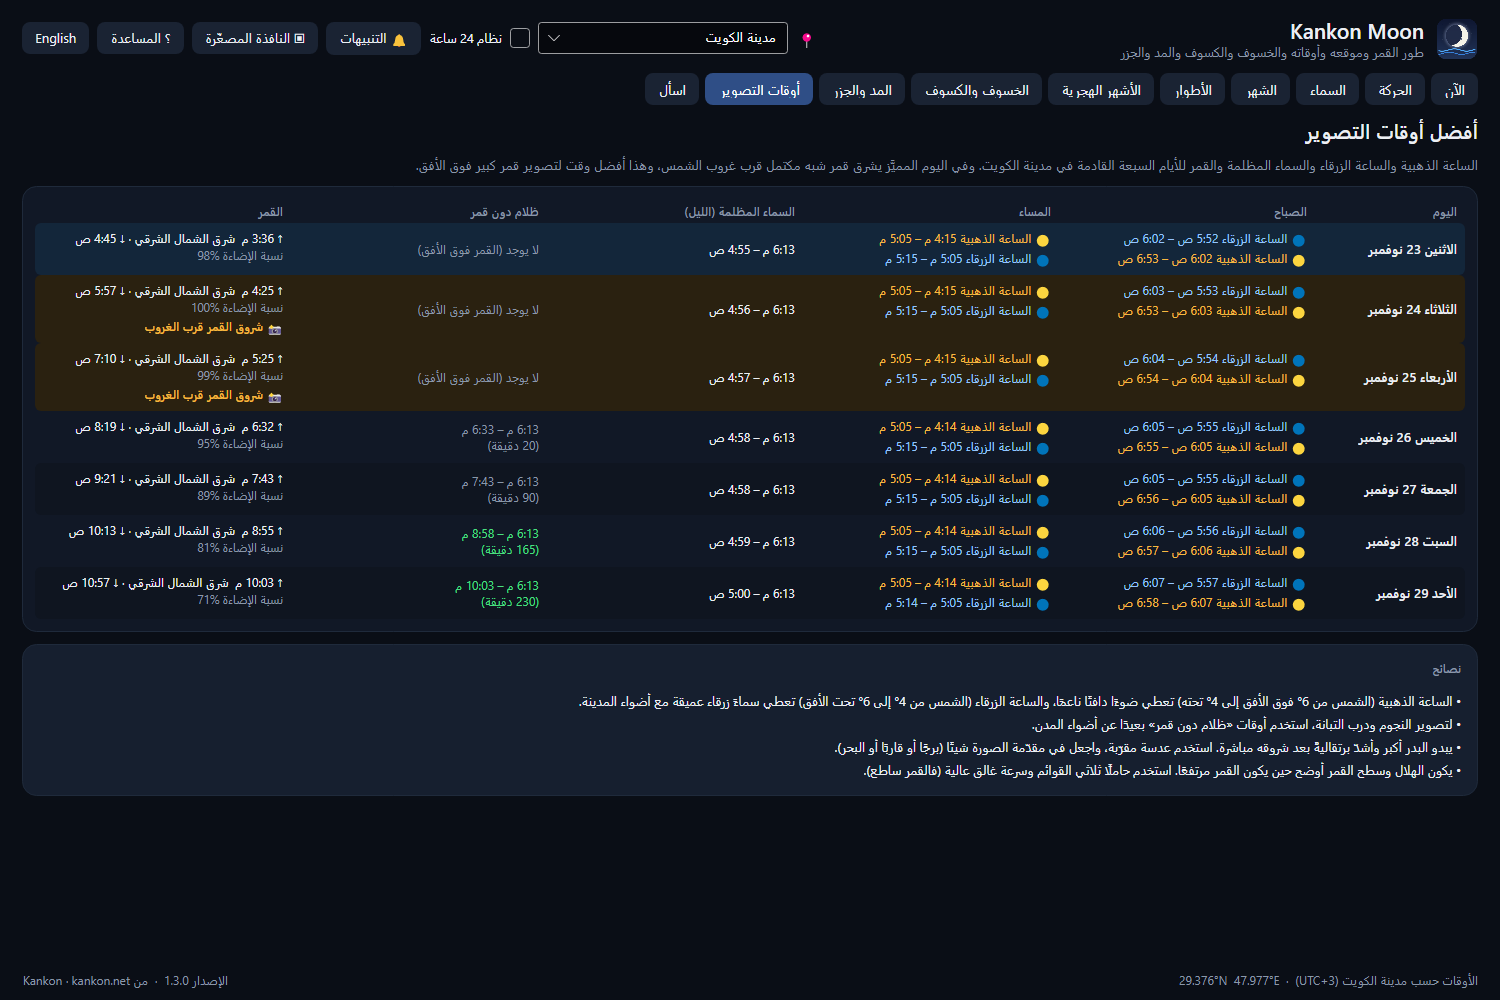 Kankon Moon
طور القمر وموقعه وأوقاته والخسوف والكسوف والمد والجزر
مدينة الكويت
نظام 24 ساعة
التنبيهات
النافذة المصغّرة
؟ المساعدة
English
الآن
الحركة
السماء
الشهر
الأطوار
الأشهر الهجرية
الخسوف والكسوف
المد والجزر
أوقات التصوير
اسأل
أفضل أوقات التصوير
الساعة الذهبية والساعة الزرقاء والسماء المظلمة والقمر للأيام السبعة القادمة في مدينة الكويت. وفي اليوم المميَّز يشرق قمر شبه مكتمل قرب غروب الشمس، وهذا أفضل وقت لتصوير قمر كبير فوق الأفق.
اليوم
الصباح
المساء
السماء المظلمة (الليل)
ظلام دون قمر
القمر
الاثنين 23 نوفمبر
الساعة الزرقاء 5:52 ص – 6:02 ص
الساعة الذهبية 6:02 ص – 6:53 ص
الساعة الذهبية 4:15 م – 5:05 م
الساعة الزرقاء 5:05 م – 5:15 م
6:13 م – 4:55 ص
لا يوجد (القمر فوق الأفق)
↑ 3:36 م شرق الشمال الشرقي · ↓ 4:45 ص
نسبة الإضاءة 98%
الثلاثاء 24 نوفمبر
الساعة الزرقاء 5:53 ص – 6:03 ص
الساعة الذهبية 6:03 ص – 6:53 ص
الساعة الذهبية 4:15 م – 5:05 م
الساعة الزرقاء 5:05 م – 5:15 م
6:13 م – 4:56 ص
لا يوجد (القمر فوق الأفق)
↑ 4:25 م شرق الشمال الشرقي · ↓ 5:57 ص
نسبة الإضاءة 100%
شروق القمر قرب الغروب
الأربعاء 25 نوفمبر
الساعة الزرقاء 5:54 ص – 6:04 ص
الساعة الذهبية 6:04 ص – 6:54 ص
الساعة الذهبية 4:15 م – 5:05 م
الساعة الزرقاء 5:05 م – 5:15 م
6:13 م – 4:57 ص
لا يوجد (القمر فوق الأفق)
↑ 5:25 م شرق الشمال الشرقي · ↓ 7:10 ص
نسبة الإضاءة 99%
شروق القمر قرب الغروب
الخميس 26 نوفمبر
الساعة الزرقاء 5:55 ص – 6:05 ص
الساعة الذهبية 6:05 ص – 6:55 ص
الساعة الذهبية 4:14 م – 5:05 م
الساعة الزرقاء 5:05 م – 5:15 م
6:13 م – 4:58 ص
6:13 م – 6:33 م
(20 دقيقة)
↑ 6:32 م شرق الشمال الشرقي · ↓ 8:19 ص
نسبة الإضاءة 95%
الجمعة 27 نوفمبر
الساعة الزرقاء 5:55 ص – 6:05 ص
الساعة الذهبية 6:05 ص – 6:56 ص
الساعة الذهبية 4:14 م – 5:05 م
الساعة الزرقاء 5:05 م – 5:15 م
6:13 م – 4:58 ص
6:13 م – 7:43 م
(90 دقيقة)
↑ 7:43 م شرق الشمال الشرقي · ↓ 9:21 ص
نسبة الإضاءة 89%
السبت 28 نوفمبر
الساعة الزرقاء 5:56 ص – 6:06 ص
الساعة الذهبية 6:06 ص – 6:57 ص
الساعة الذهبية 4:14 م – 5:05 م
الساعة الزرقاء 5:05 م – 5:15 م
6:13 م – 4:59 ص
6:13 م – 8:58 م
(165 دقيقة)
↑ 8:55 م شرق الشمال الشرقي · ↓ 10:13 ص
نسبة الإضاءة 81%
الأحد 29 نوفمبر
الساعة الزرقاء 5:57 ص – 6:07 ص
الساعة الذهبية 6:07 ص – 6:58 ص
الساعة الذهبية 4:14 م – 5:05 م
الساعة الزرقاء 5:05 م – 5:14 م
6:13 م – 5:00 ص
6:13 م – 10:03 م
(230 دقيقة)
↑ 10:03 م شرق الشمال الشرقي · ↓ 10:57 ص
نسبة الإضاءة 71%
نصائح
• الساعة الذهبية (الشمس من 6° فوق الأفق إلى 4° تحته) تعطي ضوءًا دافئًا ناعمًا، والساعة الزرقاء (الشمس من 4° إلى 6° تحت الأفق) تعطي سماءً زرقاء عميقة مع أضواء المدينة.
• لتصوير النجوم ودرب التبانة، استخدم أوقات «ظلام دون قمر» بعيدًا عن أضواء المدن.
• يبدو البدر أكبر وأشدّ برتقاليةً بعد شروقه مباشرة. استخدم عدسة مقرّبة، واجعل في مقدّمة الصورة شيئًا (برجًا أو قاربًا أو البحر).
• يكون الهلال وسطح القمر أوضح حين يكون القمر مرتفعًا. استخدم حاملًا ثلاثي القوائم وسرعة غالق عالية (فالقمر ساطع).
الأوقات حسب مدينة الكويت (UTC+3) · 29.376°N 47.977°E
الإصدار 1.3.0 · من Kankon · kankon.net